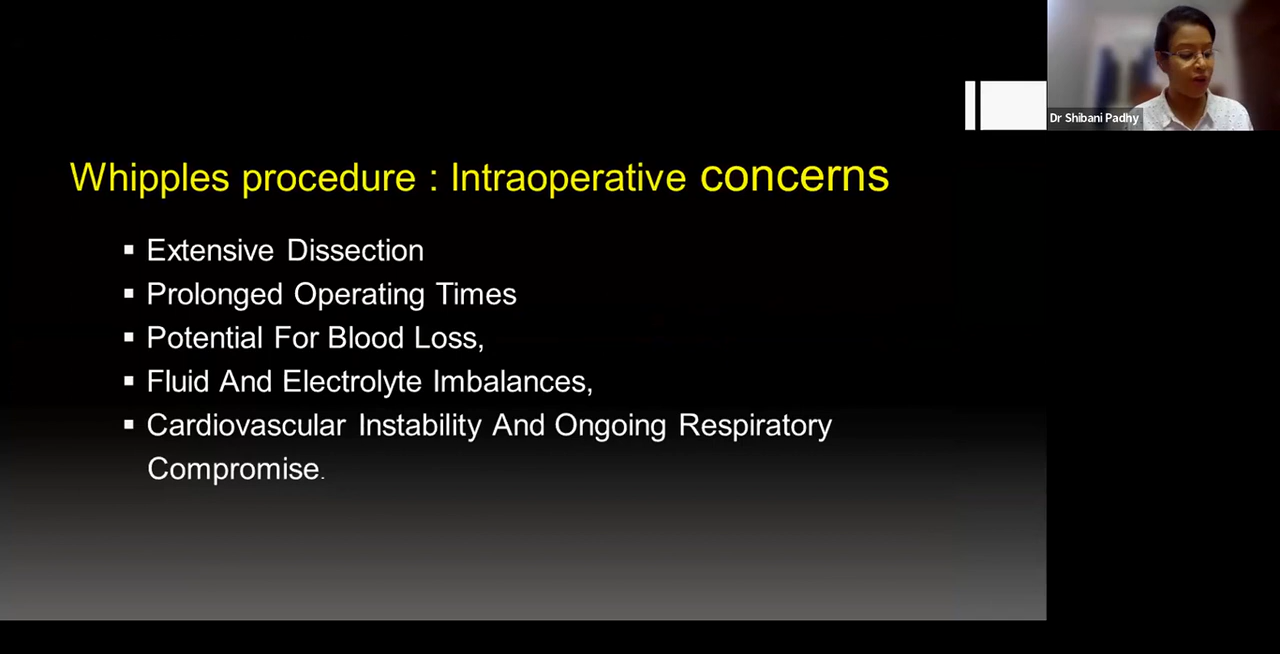 Dr Shibani Padhy
Whipples procedure : Intraoperative concerns
▪ Extensive Dissection
▪ Prolonged Operating Times
▪ Potential For Blood Loss,
▪ Fluid And Electrolyte Imbalances,
▪ Cardiovascular Instability And Ongoing Respiratory
Compromise.